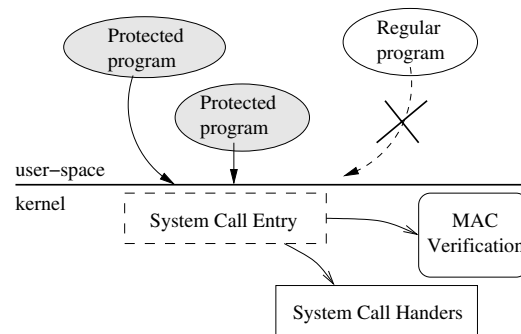 Protected
program
Regular
program
Protected
program
user-space
kernel
System Call Entry
MAC
Verification
System Call Handers